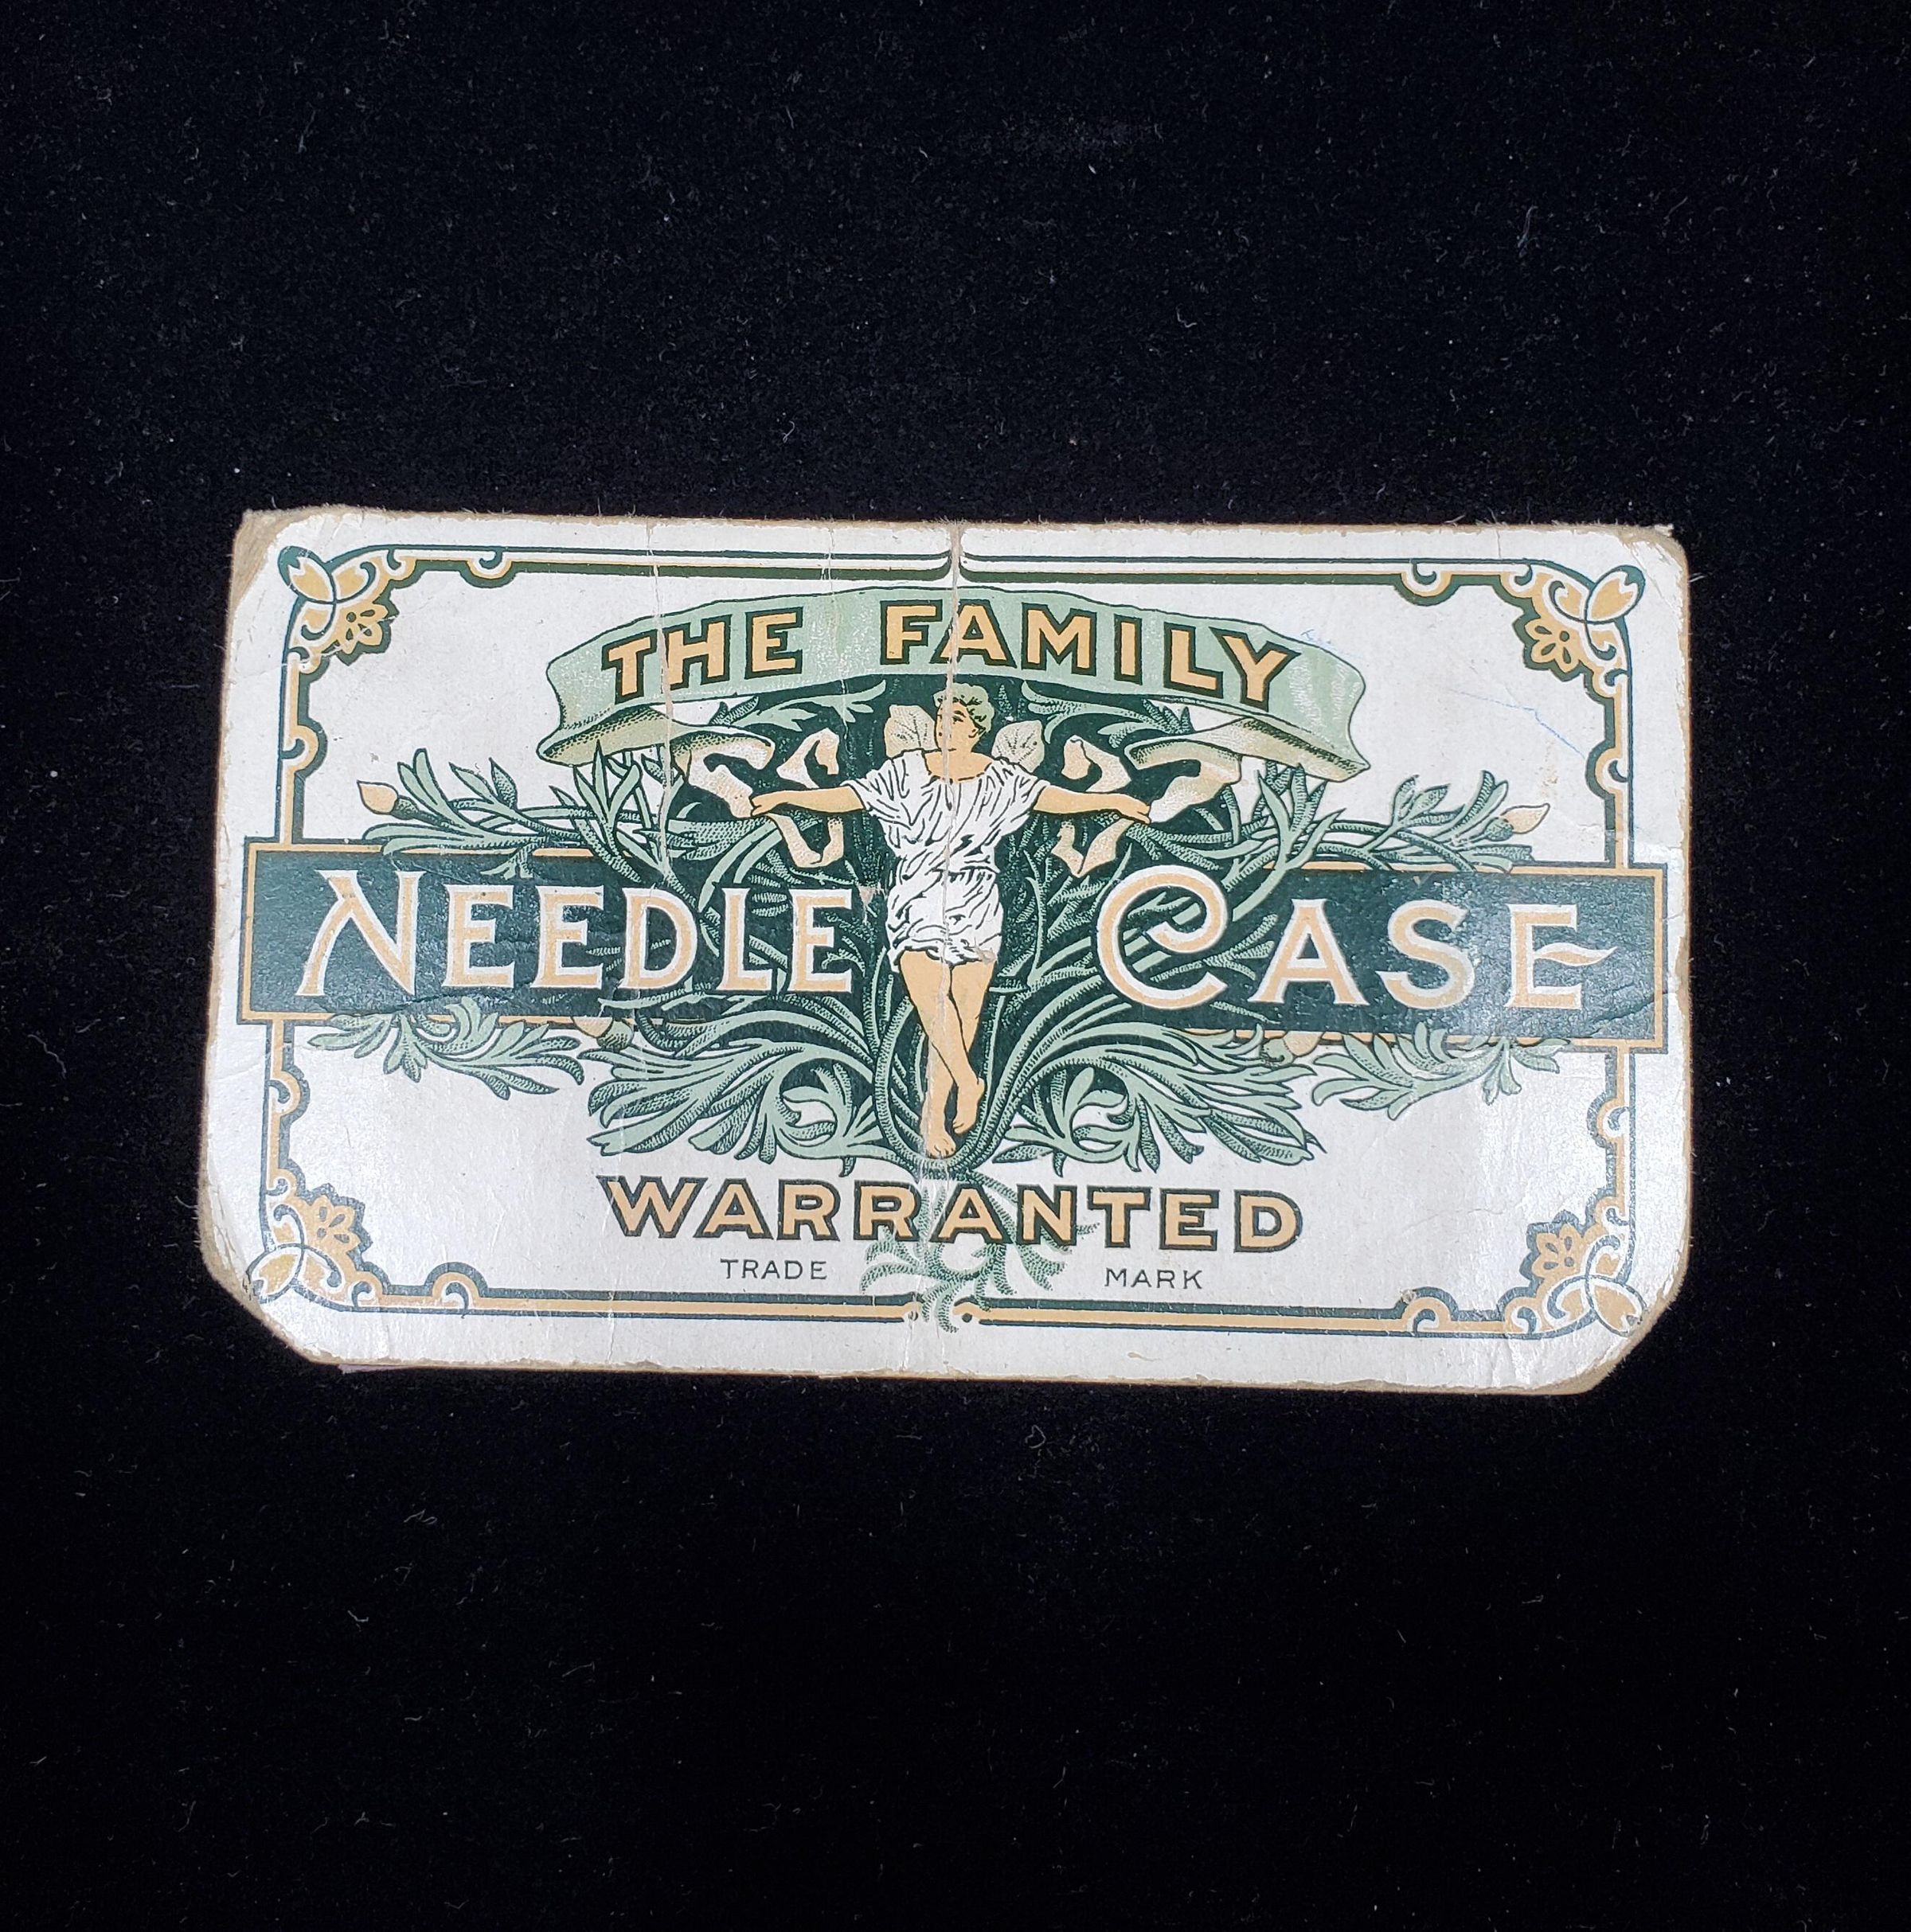 THE FAMILY
NEEDLE CASE
WARRANTED
TRADE MARK